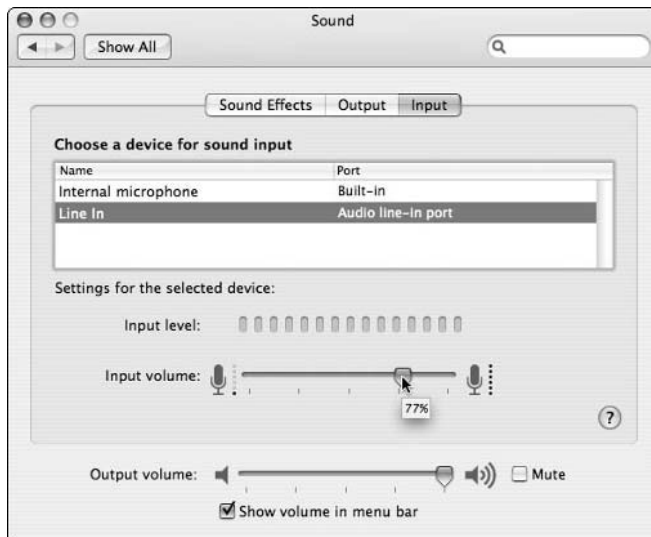 Sound
Show All
Sound Effects Output Input
Choose a device for sound input
Name Port
Internal microphone Built-in
Line In Audio line-in port
Settings for the selected device:
Input level:
Input volume:
77%
?
Output volume: Mute
Show volume in menu bar